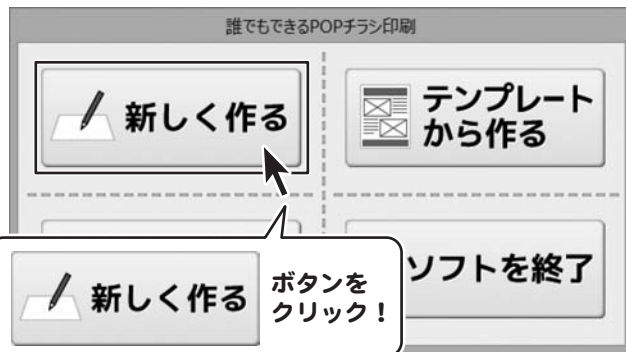 誰でもできるPOPチラシ印刷
新しく作る
テンプレート
から作る
ソフトを終了
新しく作る
ボタンを
クリック！